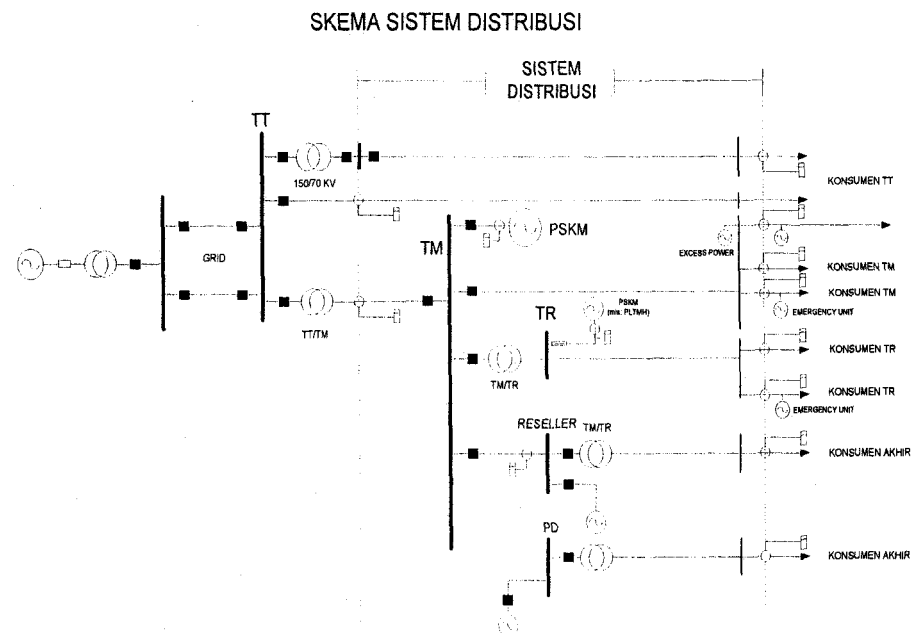 SKEMA SISTEM DISTRIBUSI
SISTEM
DISTRIBUSI
TT
150/70 KV
KONSUMEN TT
GRID
TM
PSKM
EXCESS POWER
KONSUMEN TM
KONSUMEN TM
PSKM
(mis: PLTMH)
TR
EMERGENCY UNIT
TT/TM
KONSUMEN TR
TM/TR
KONSUMEN TR
EMERGENCY UNIT
RESELLER
TM/TR
KONSUMEN AKHIR
PD
KONSUMEN AKHIR